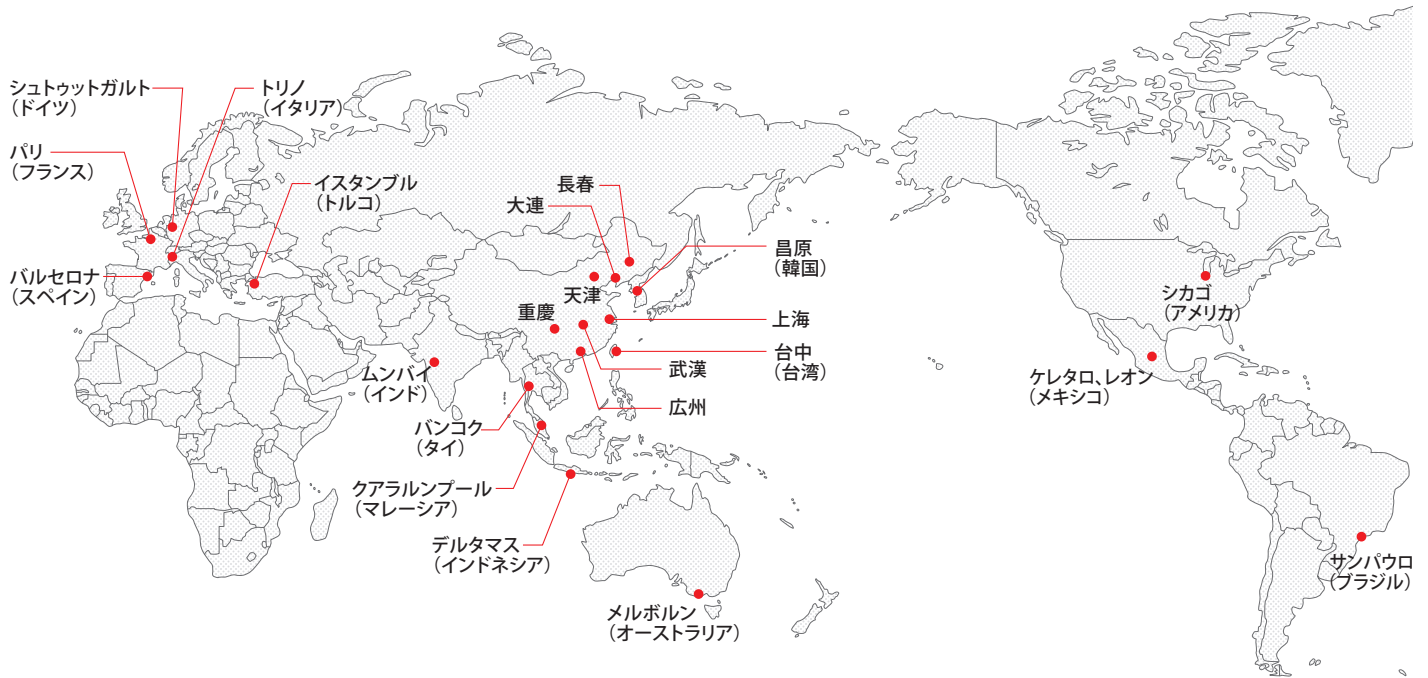 シュトゥットガルト
（ドイツ）
トリノ
（イタリア）
パリ
（フランス）
イスタンブル
（トルコ）
バルセロナ
（スペイン）
長春
大連
昌原
（韓国）
天津
重慶
上海
台中
（台湾）
武漢
広州
ムンバイ
（インド）
バンコク
（タイ）
クアラルンプール
（マレーシア）
デルタマス
（インドネシア）
メルボルン
（オーストラリア）
シカゴ
（アメリカ）
ケレタロ、レオン
（メキシコ）
サンパウロ
（ブラジル）